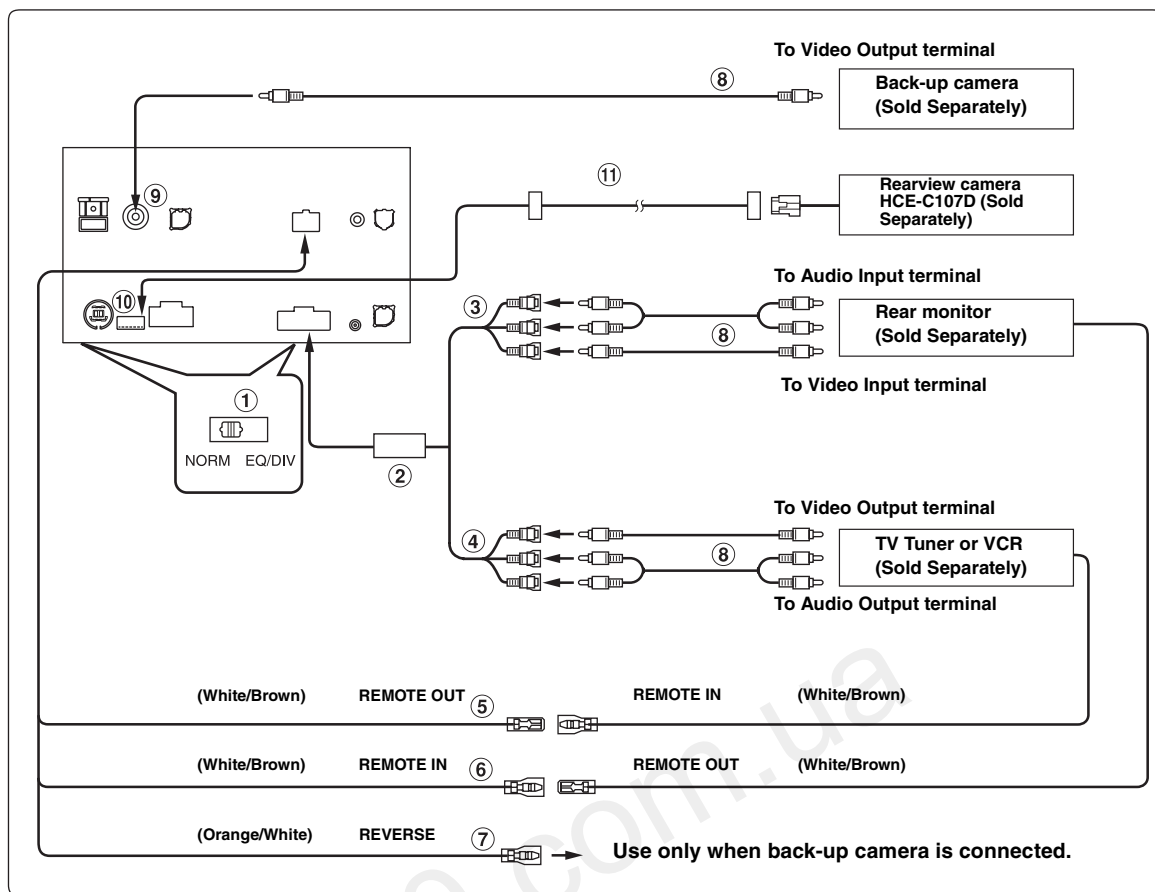 To Video Output terminal
⑧
Back-up camera
(Sold Separately)
⑨
⑪
Rearview camera
HCE-C107D (Sold
Separately)
To Audio Input terminal
⑩
③
Rear monitor
(Sold Separately)
⑧
To Video Input terminal
①
NORM EQ/DIV
②
To Video Output terminal
④
⑧
TV Tuner or VCR
(Sold Separately)
To Audio Output terminal
(White/Brown) REMOTE OUT ⑤ REMOTE IN (White/Brown)
(White/Brown) REMOTE IN ⑥ REMOTE OUT (White/Brown)
(Orange/White) REVERSE ⑦
Use only when back-up camera is connected.